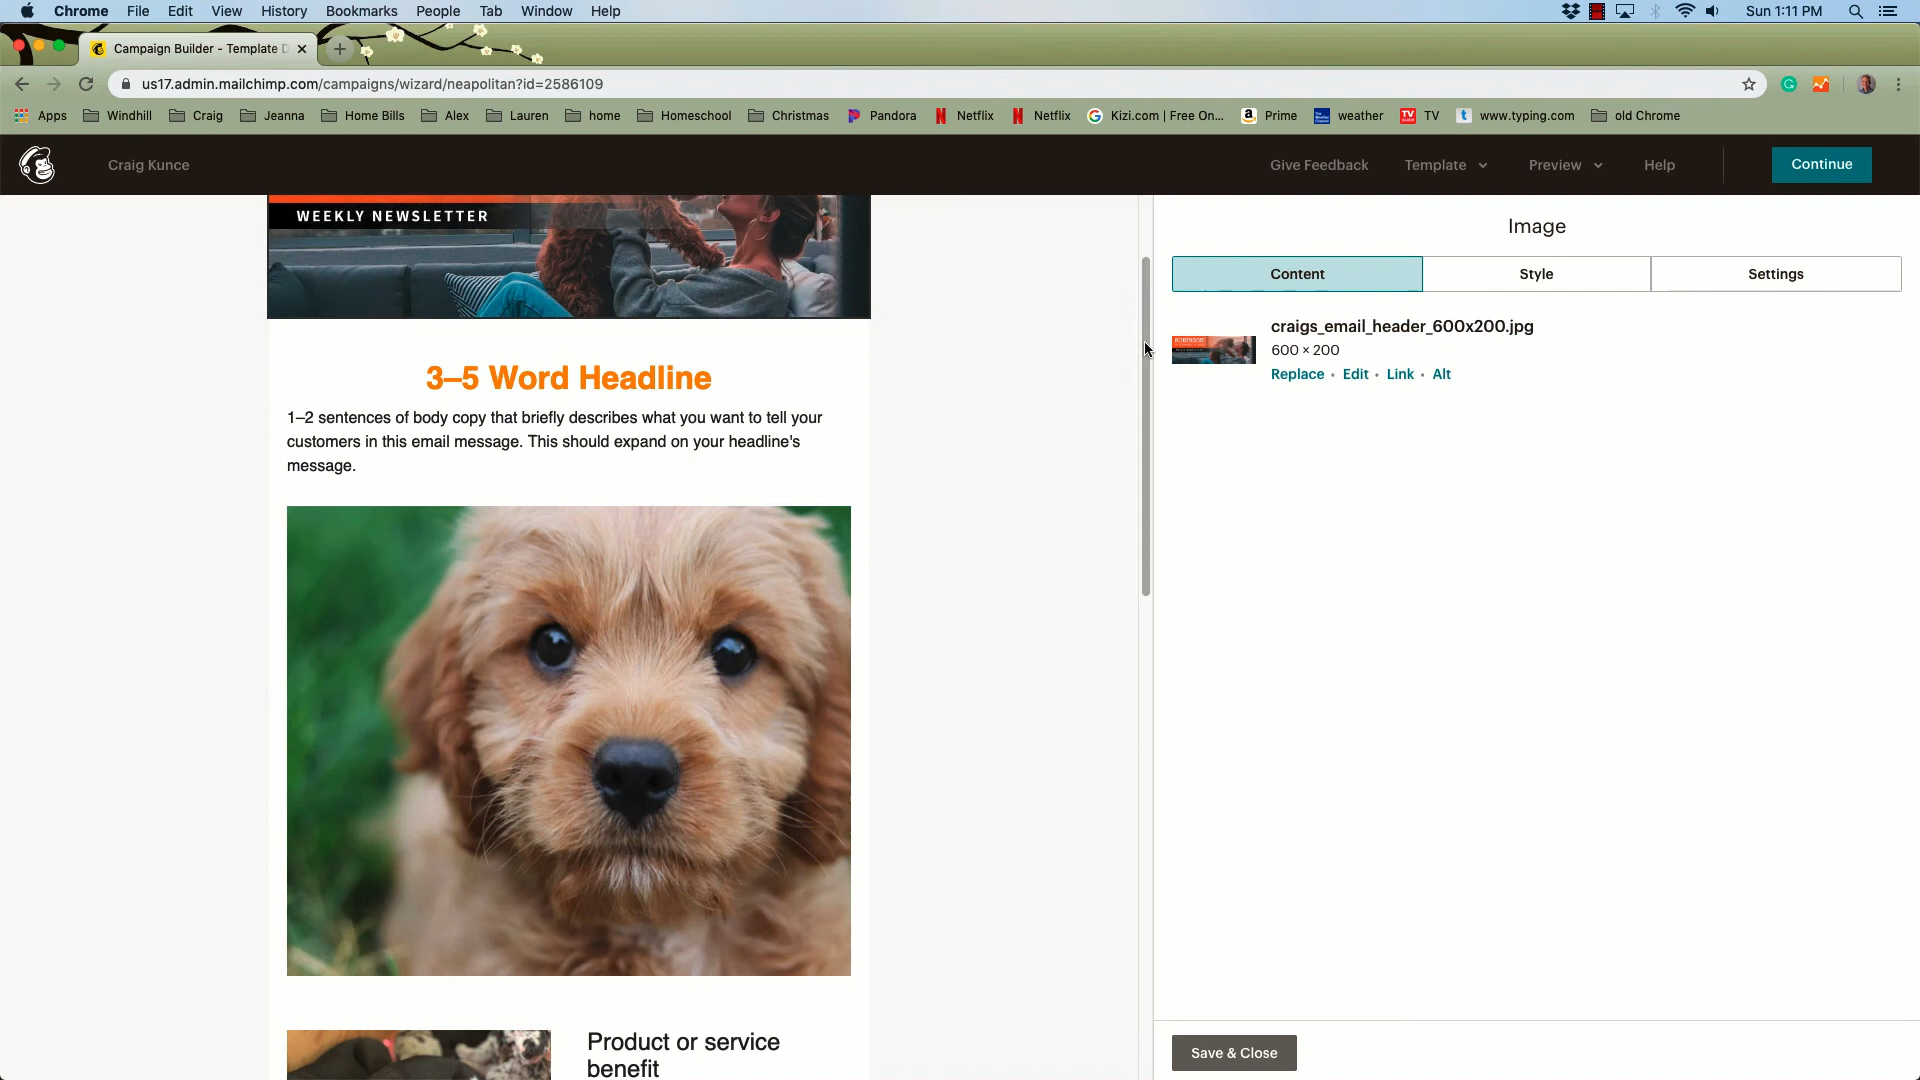 Chrome File Edit View History Bookmarks People Tab Window Help Sun 1:11 PM
Campaign Builder - Template D
us17.admin.mailchimp.com/campaigns/wizard/neapolitan?id=2586109
Apps Windhill Craig Jeanna Home Bills Alex Lauren home Homeschool Christmas Pandora Netflix Netflix Kizi.com | Free On... Prime weather TV www.typing.com old Chrome
Craig Kunce Give Feedback Template Preview Help Continue
WEEKLY NEWSLETTER
3–5 Word Headline
1–2 sentences of body copy that briefly describes what you want to tell your
customers in this email message. This should expand on your headline's
message.
Product or service
benefit
Image
Content Style Settings
craigs_email_header_600x200.jpg
600 × 200
Replace • Edit • Link • Alt
Save & Close